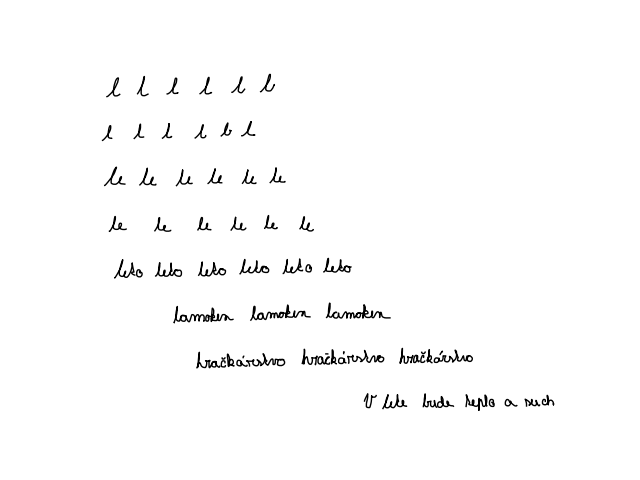 l l l l l l
l l l l l l
le le le le le le
le le le le le le
leto leto leto leto leto leto
lamoken lamoken lamoken
hračkárstvo hračkárstvo hračkárstvo
V lete bude teplo a such